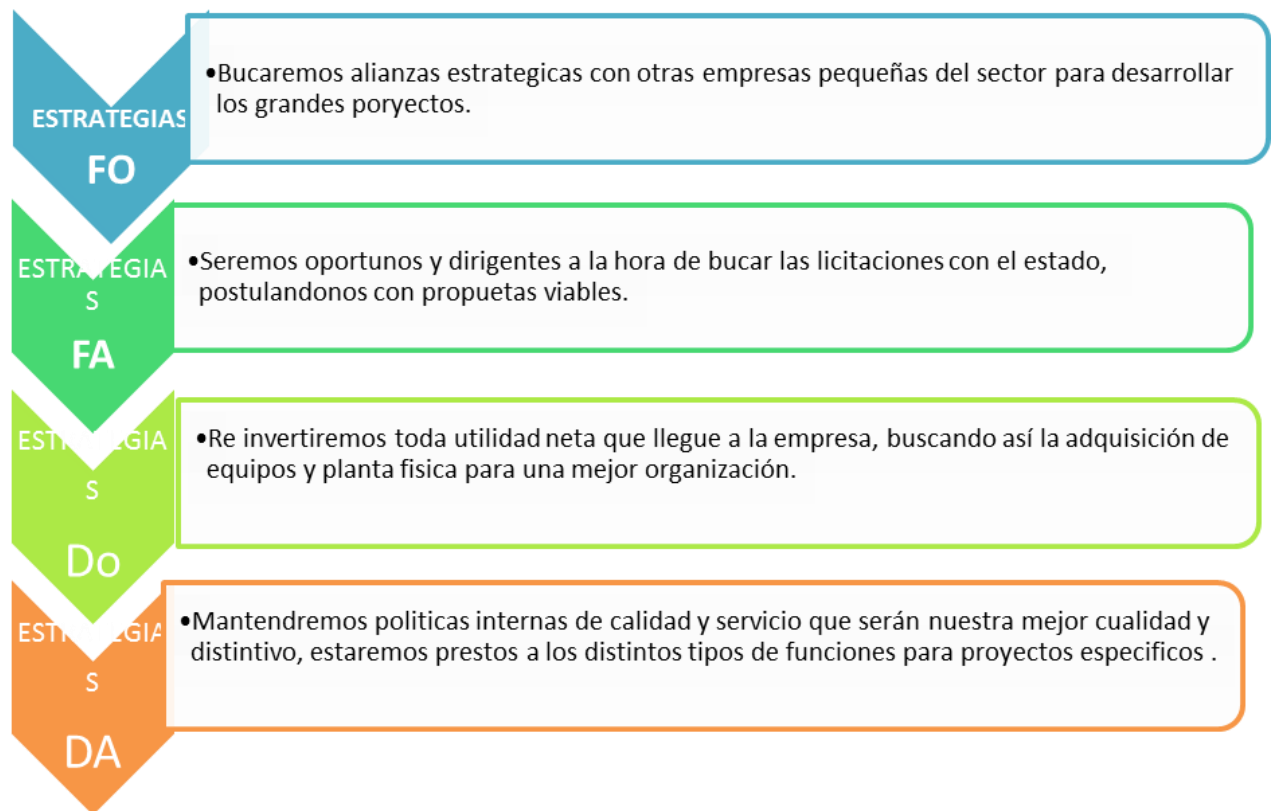 ESTRATEGIAS
FO
•Bucaremos alianzas estrategicas con otras empresas pequeñas del sector para desarrollar
los grandes poryectos.
ESTRATEGIA
S
FA
•Seremos oportunos y dirigentes a la hora de bucar las licitaciones con el estado,
postulandonos con propuetas viables.
ESTRATEGIA
S
Do
•Re invertiremos toda utilidad neta que llegue a la empresa, buscando así la adquisición de
equipos y planta fisica para una mejor organización.
ESTRATEGIA
S
DA
•Mantendremos politicas internas de calidad y servicio que serán nuestra mejor cualidad y
distintivo, estaremos prestos a los distintos tipos de funciones para proyectos especificos .